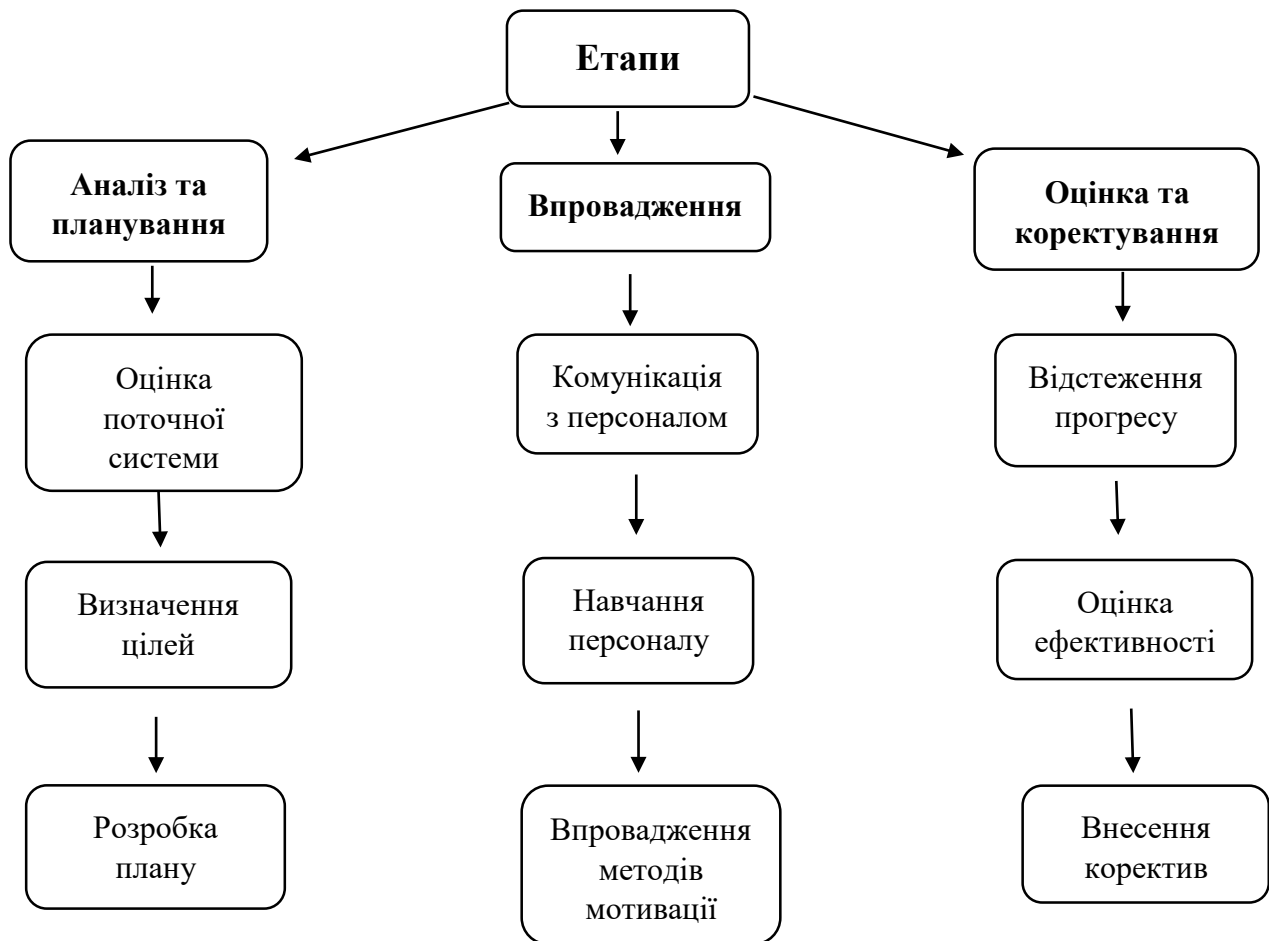 Етапи
Аналіз та
планування
Впровадження
Оцінка та
коректування
Оцінка
поточної
системи
Комунікація
з персоналом
Відстеження
прогресу
Визначення
цілей
Навчання
персоналу
Оцінка
ефективності
Розробка
плану
Впровадження
методів
мотивації
Внесення
коректив